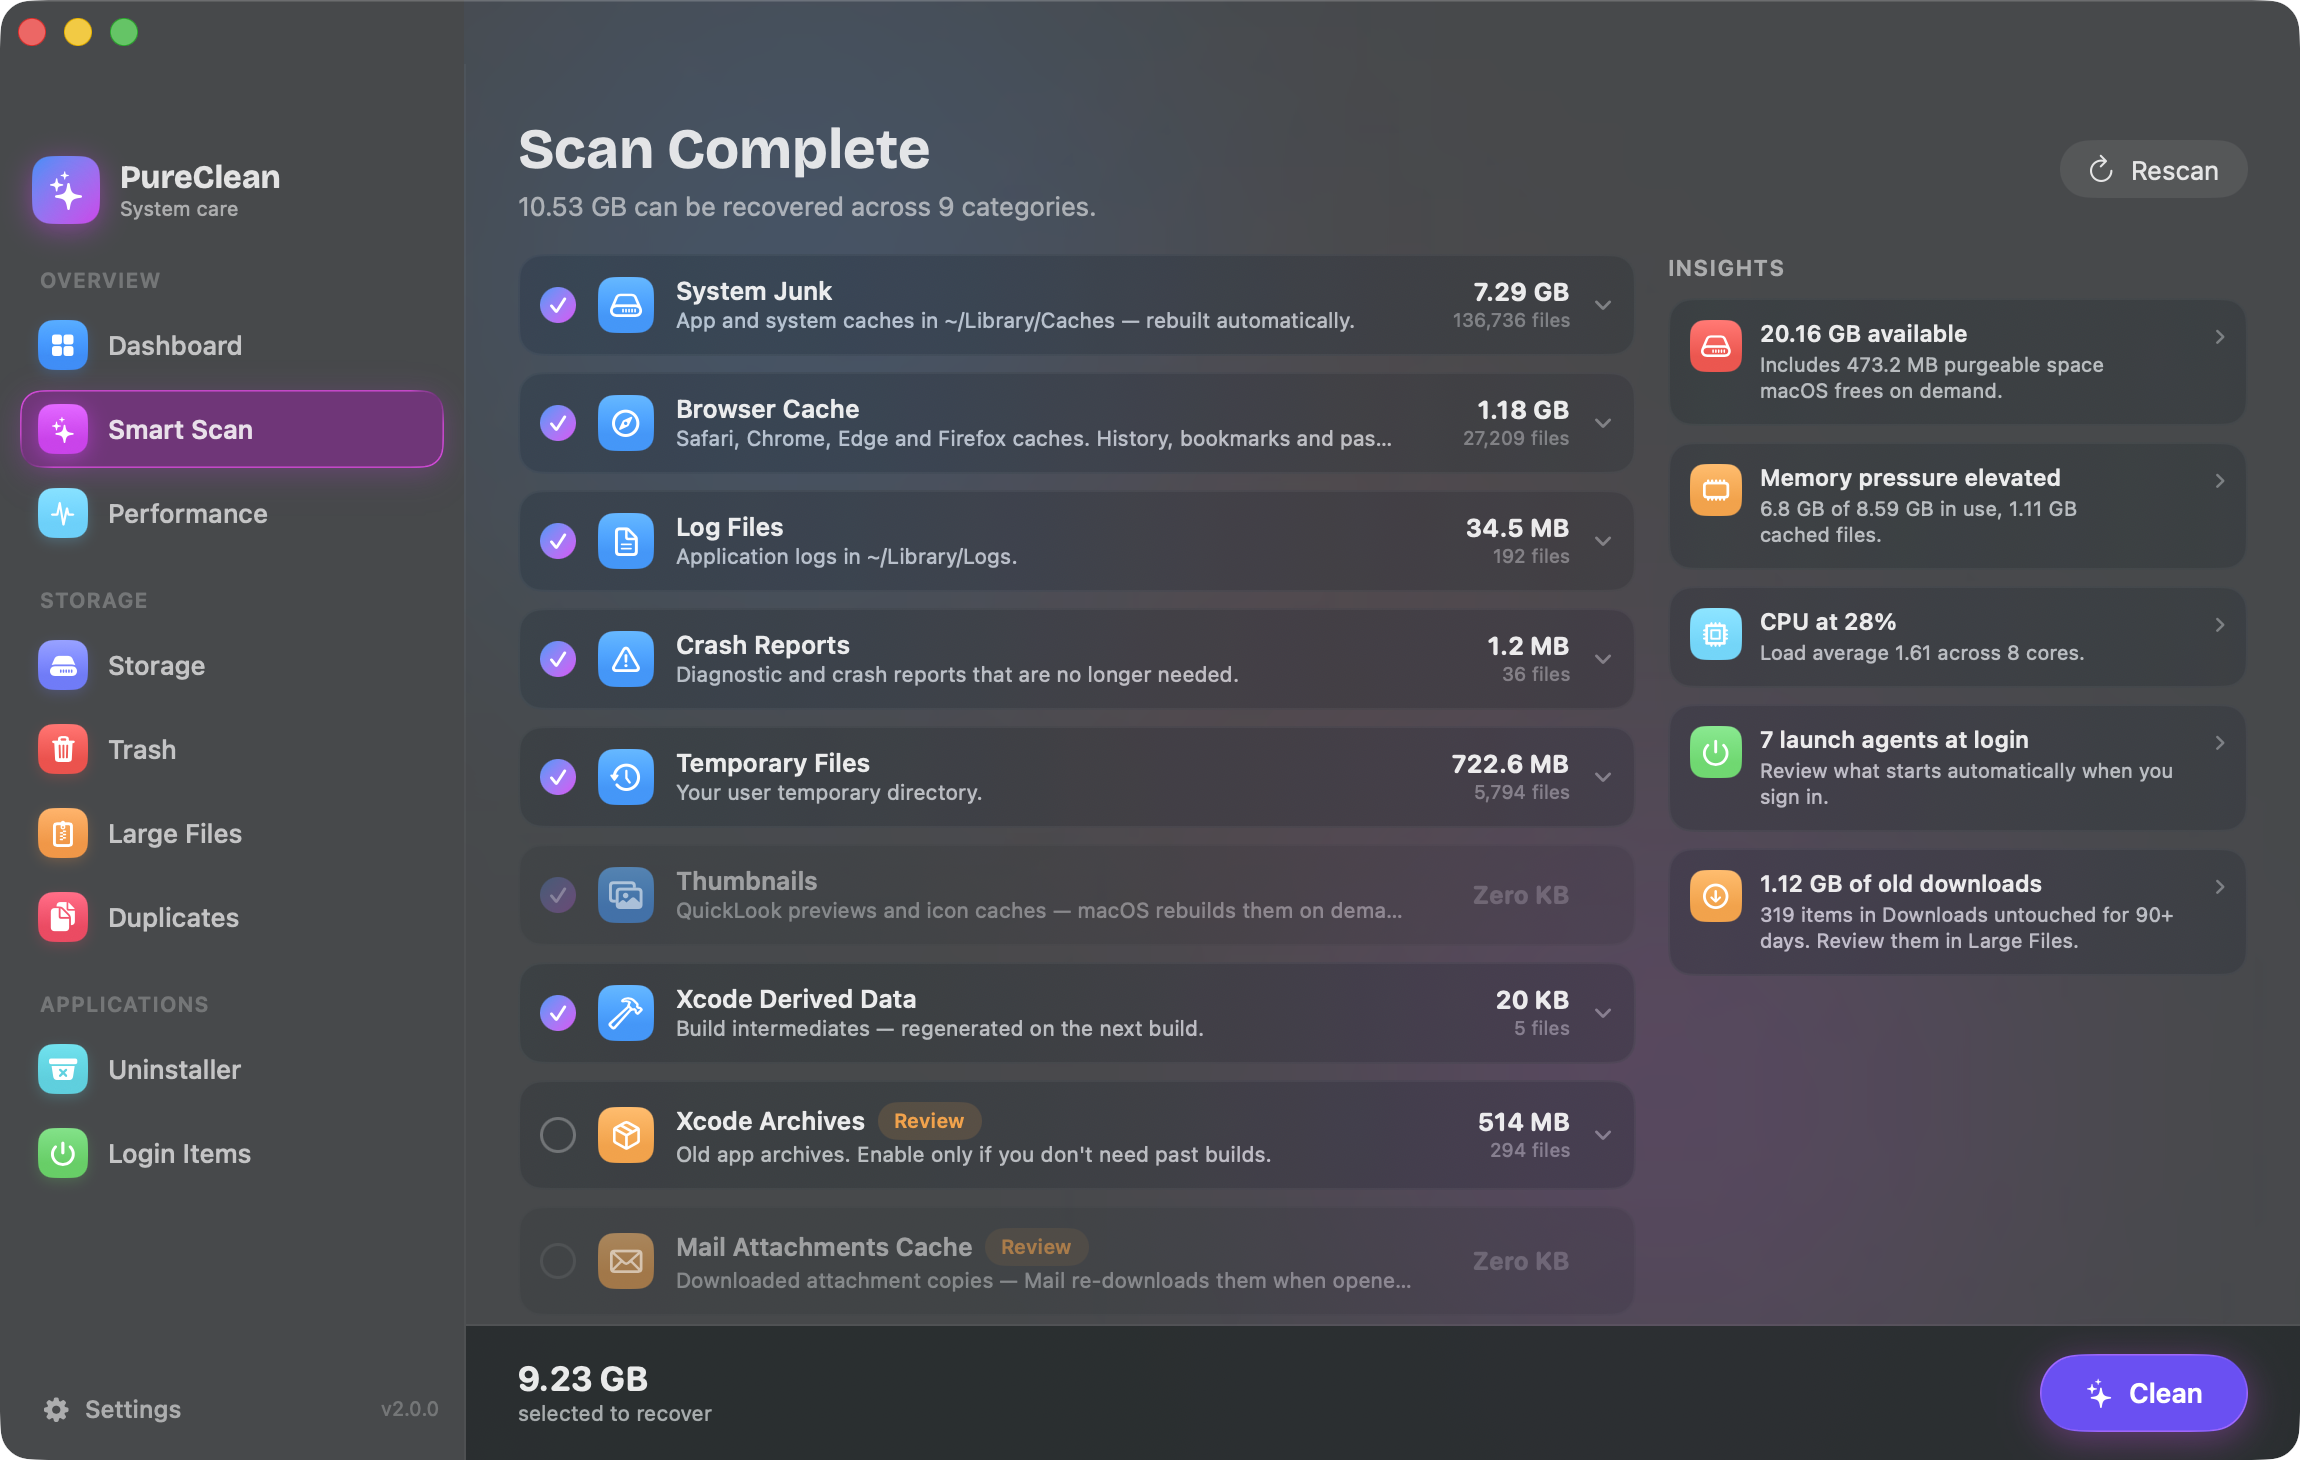 PureClean
System care
OVERVIEW
Dashboard
Smart Scan
Performance
STORAGE
Storage
Trash
Large Files
Duplicates
APPLICATIONS
Uninstaller
Login Items
Settings
v2.0.0
Scan Complete
10.53 GB can be recovered across 9 categories.
Rescan
System Junk
App and system caches in ~/Library/Caches — rebuilt automatically.
7.29 GB
136,736 files
Browser Cache
Safari, Chrome, Edge and Firefox caches. History, bookmarks and pas...
1.18 GB
27,209 files
Log Files
Application logs in ~/Library/Logs.
34.5 MB
192 files
Crash Reports
Diagnostic and crash reports that are no longer needed.
1.2 MB
36 files
Temporary Files
Your user temporary directory.
722.6 MB
5,794 files
Thumbnails
QuickLook previews and icon caches — macOS rebuilds them on dema...
Zero KB
Xcode Derived Data
Build intermediates — regenerated on the next build.
20 KB
5 files
Xcode Archives Review
Old app archives. Enable only if you don't need past builds.
514 MB
294 files
Mail Attachments Cache Review
Downloaded attachment copies — Mail re-downloads them when opene...
Zero KB
INSIGHTS
20.16 GB available
Includes 473.2 MB purgeable space
macOS frees on demand.
Memory pressure elevated
6.8 GB of 8.59 GB in use, 1.11 GB
cached files.
CPU at 28%
Load average 1.61 across 8 cores.
7 launch agents at login
Review what starts automatically when you
sign in.
1.12 GB of old downloads
319 items in Downloads untouched for 90+
days. Review them in Large Files.
9.23 GB
selected to recover
Clean